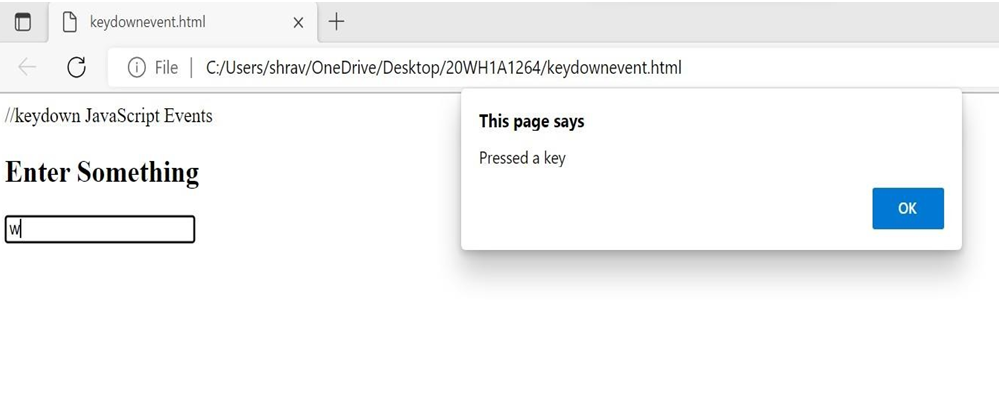 keydownevent.html
File | C:/Users/shrav/OneDrive/Desktop/20WH1A1264/keydownevent.html
//keydown JavaScript Events
This page says
Pressed a key
OK
Enter Something
w